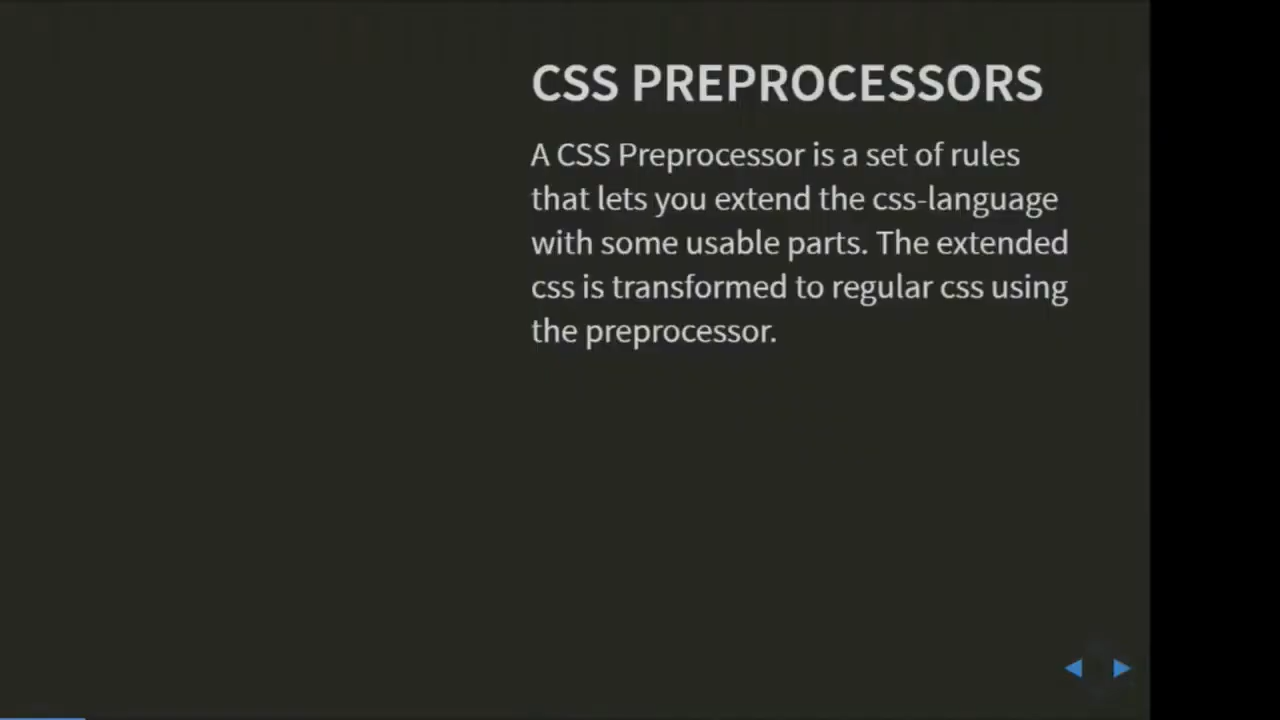 CSS PREPROCESSORS
A CSS Preprocessor is a set of rules
that lets you extend the css-language
with some usable parts. The extended
css is transformed to regular css using
the preprocessor.